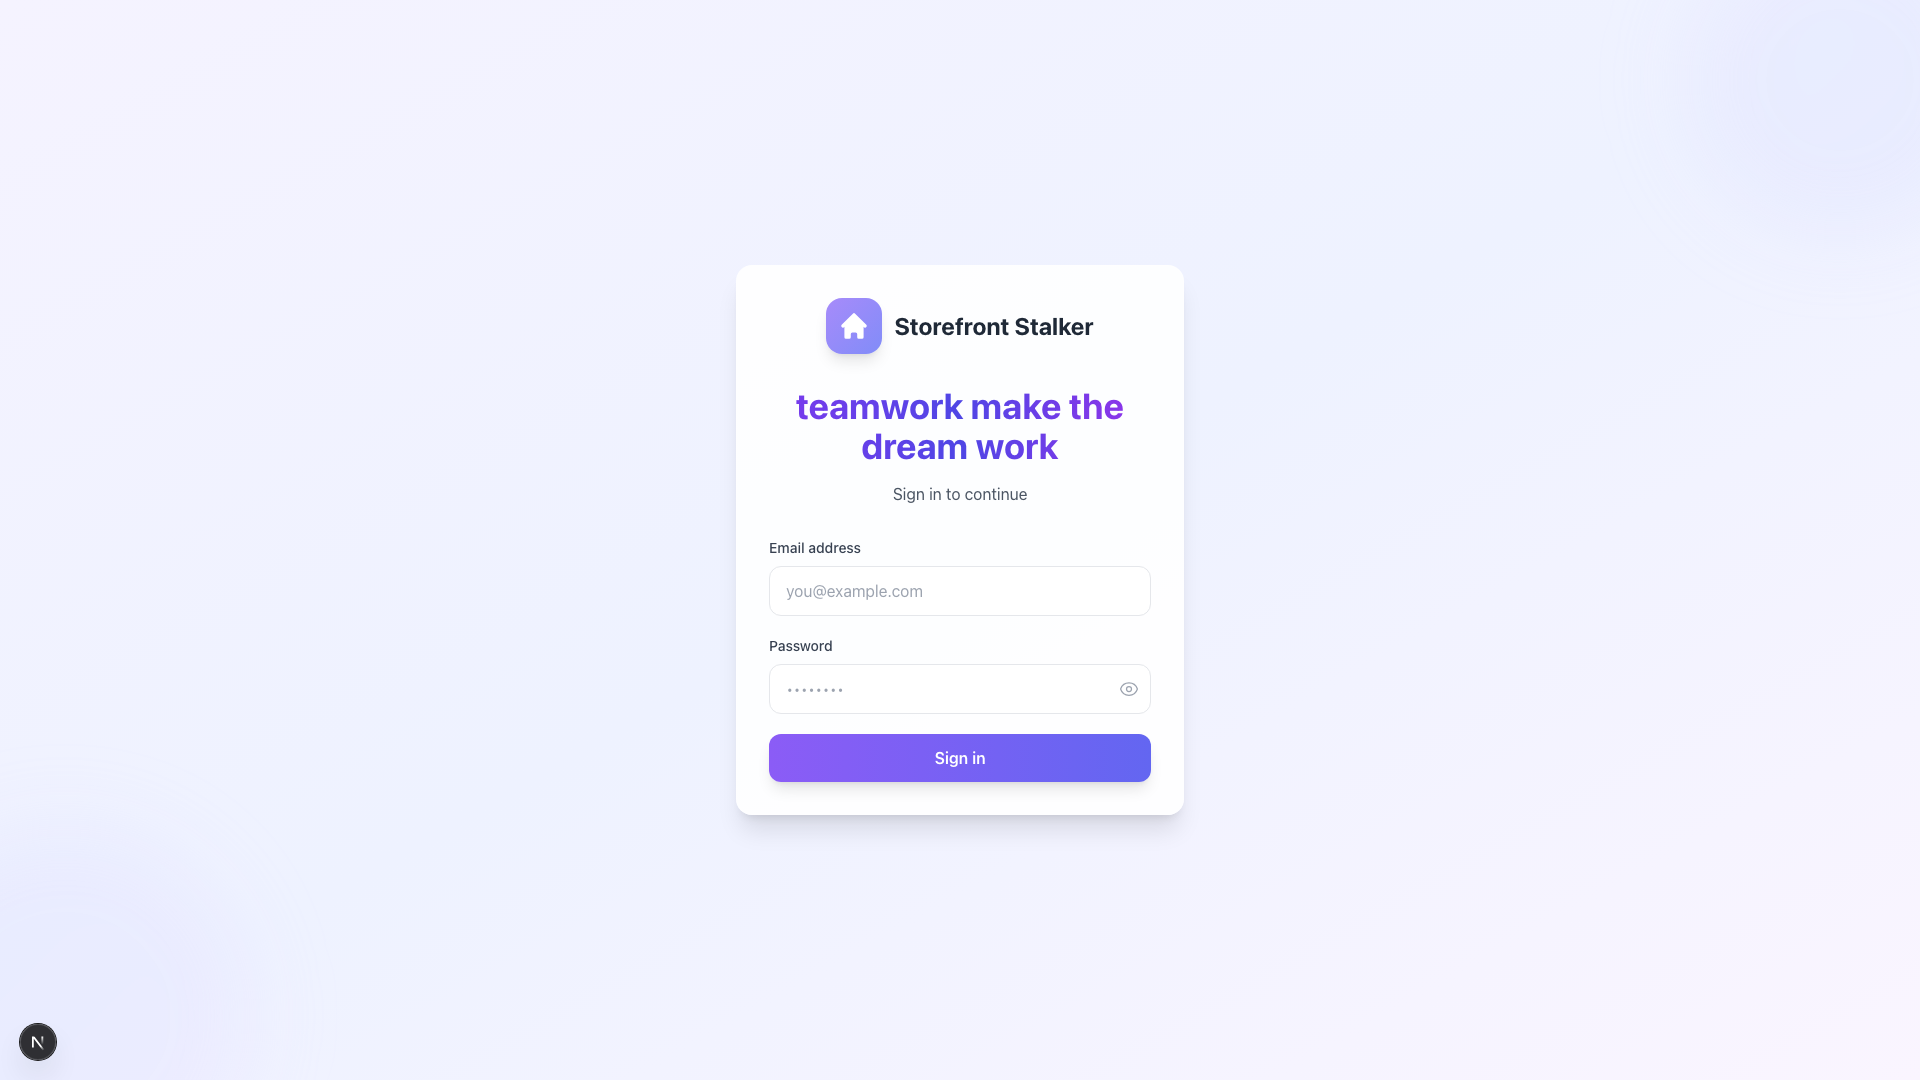 Storefront Stalker
teamwork make the
dream work
Sign in to continue
Email address
you@example.com
Password
••••••••
Sign in
N